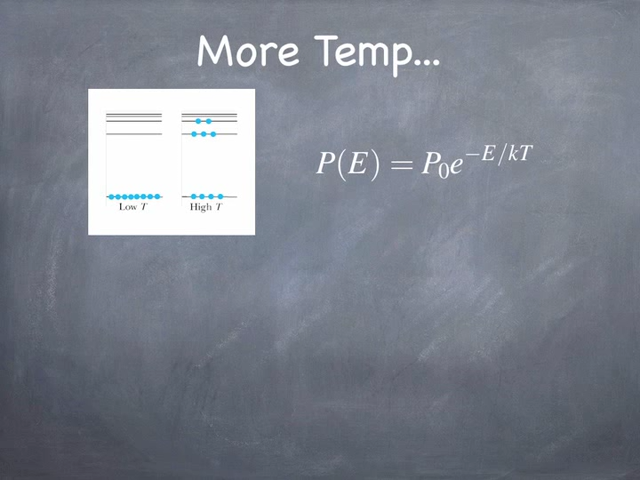 More Temp...
Low T
High T
P(E) = P₀e^{-E/kT}